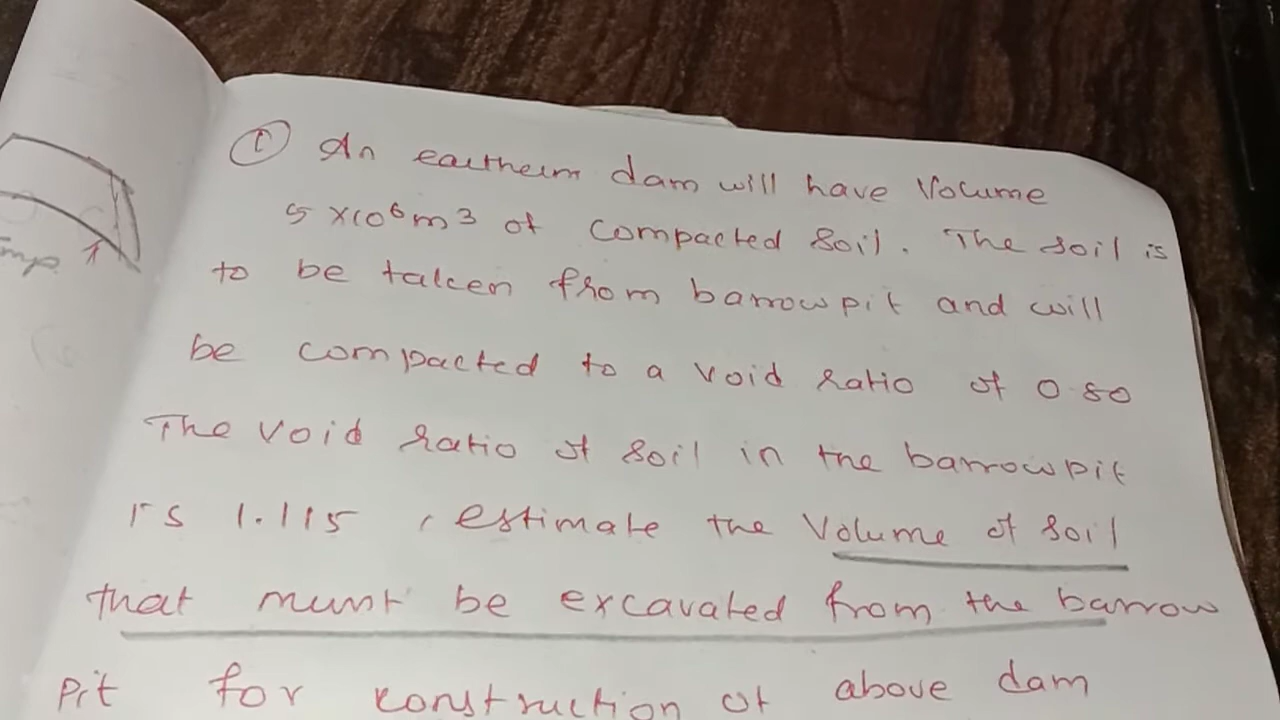 ① An earthern dam will have Volume
5 x10⁶m³ of compacted soil. The soil is
to be taken from barrowpit and will
be compacted to a void ratio of 0.80
The void ratio of soil in the barrowpit
is 1.115, estimate the Volume of soil
that must be excavated from the barrow
pit for construction of above dam